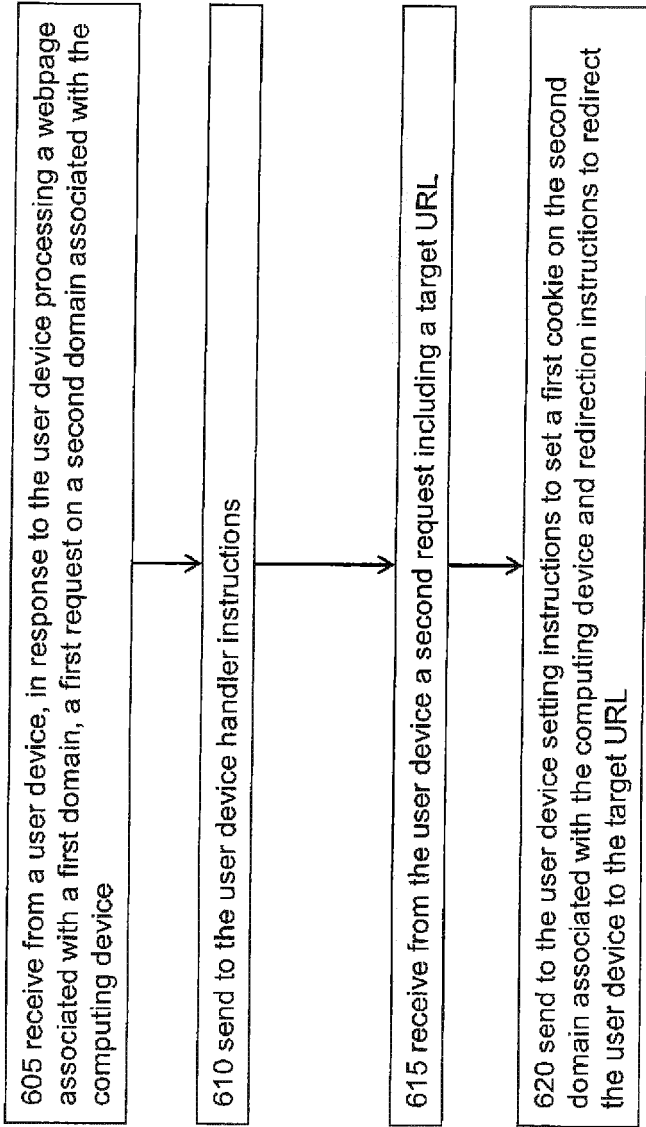 605 receive from a user device, in response to the user device processing a webpage
associated with a first domain, a first request on a second domain associated with the
computing device
610 send to the user device handler instructions
615 receive from the user device a second request including a target URL
620 send to the user device setting instructions to set a first cookie on the second
domain associated with the computing device and redirection instructions to redirect
the user device to the target URL